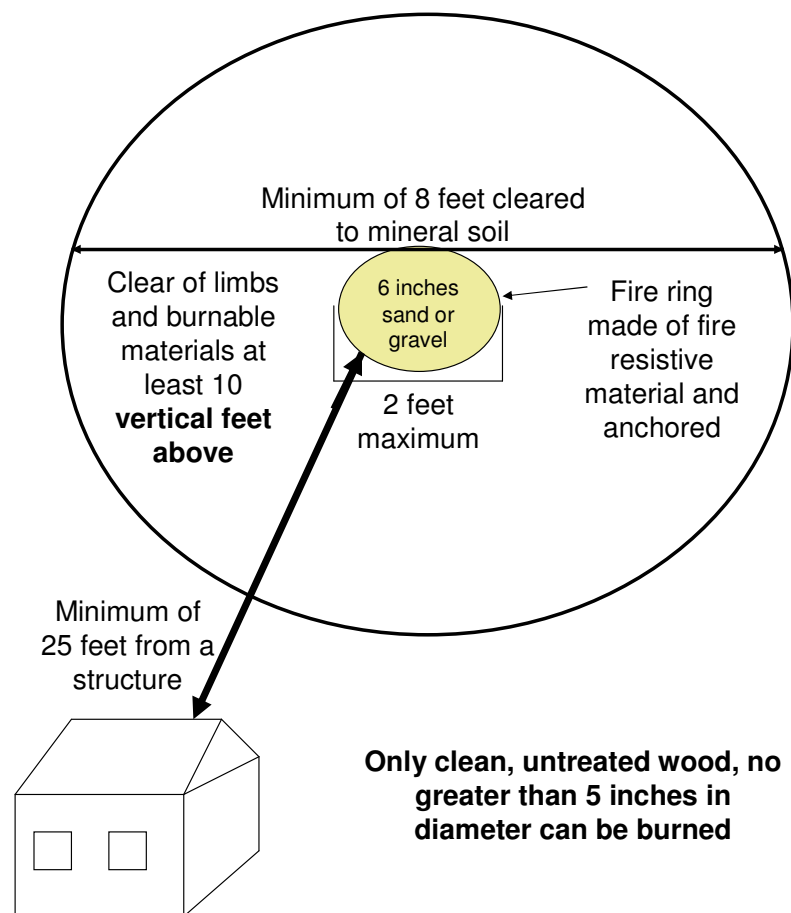 Minimum of 8 feet cleared
to mineral soil
Clear of limbs
and burnable
materials at
least 10
vertical feet
above
6 inches
sand or
gravel
2 feet
maximum
Fire ring
made of fire
resistive
material and
anchored
Minimum of
25 feet from a
structure
Only clean, untreated wood, no
greater than 5 inches in
diameter can be burned